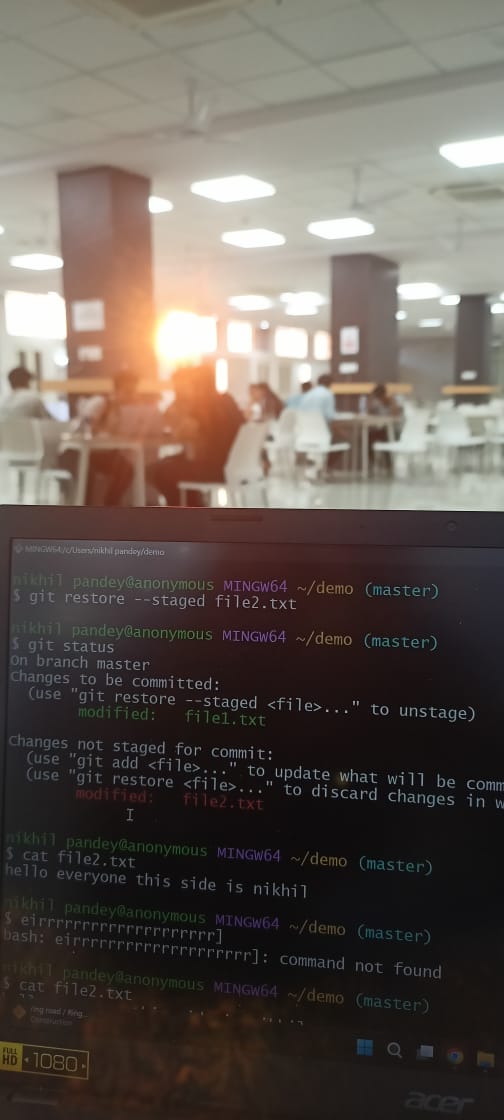 MINGW64:/c/Users/nikhil pandey/demo
nikhil pandey@anonymous MINGW64 ~/demo (master)
$ git restore --staged file2.txt
nikhil pandey@anonymous MINGW64 ~/demo (master)
$ git status
On branch master
Changes to be committed:
(use "git restore --staged <file>..." to unstage)
modified: file1.txt
Changes not staged for commit:
(use "git add <file>..." to update what will be comm
(use "git restore <file>..." to discard changes in w
modified: file2.txt
nikhil pandey@anonymous MINGW64 ~/demo (master)
$ cat file2.txt
hello everyone this side is nikhil
nikhil pandey@anonymous MINGW64 ~/demo (master)
$ eirrrrrrrrrrrrrrrrrrr]
bash: eirrrrrrrrrrrrrrrrrrr]: command not found
nikhil pandey@anonymous MINGW64 ~/demo (master)
$ cat file2.txt
ring road / Ring...
Construction
FULL HD 1080
acer